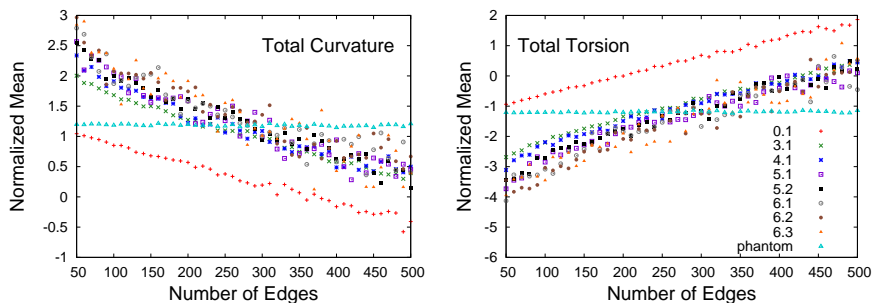 Total Curvature
Normalized Mean
3
2.5
2
1.5
1
0.5
0
-0.5
-1
50 100 150 200 250 300 350 400 450 500
Number of Edges
Total Torsion
Normalized Mean
2
1
0
-1
-2
-3
-4
-5
-6
0.1
3.1
4.1
5.1
5.2
6.1
6.2
6.3
phantom
50 100 150 200 250 300 350 400 450 500
Number of Edges